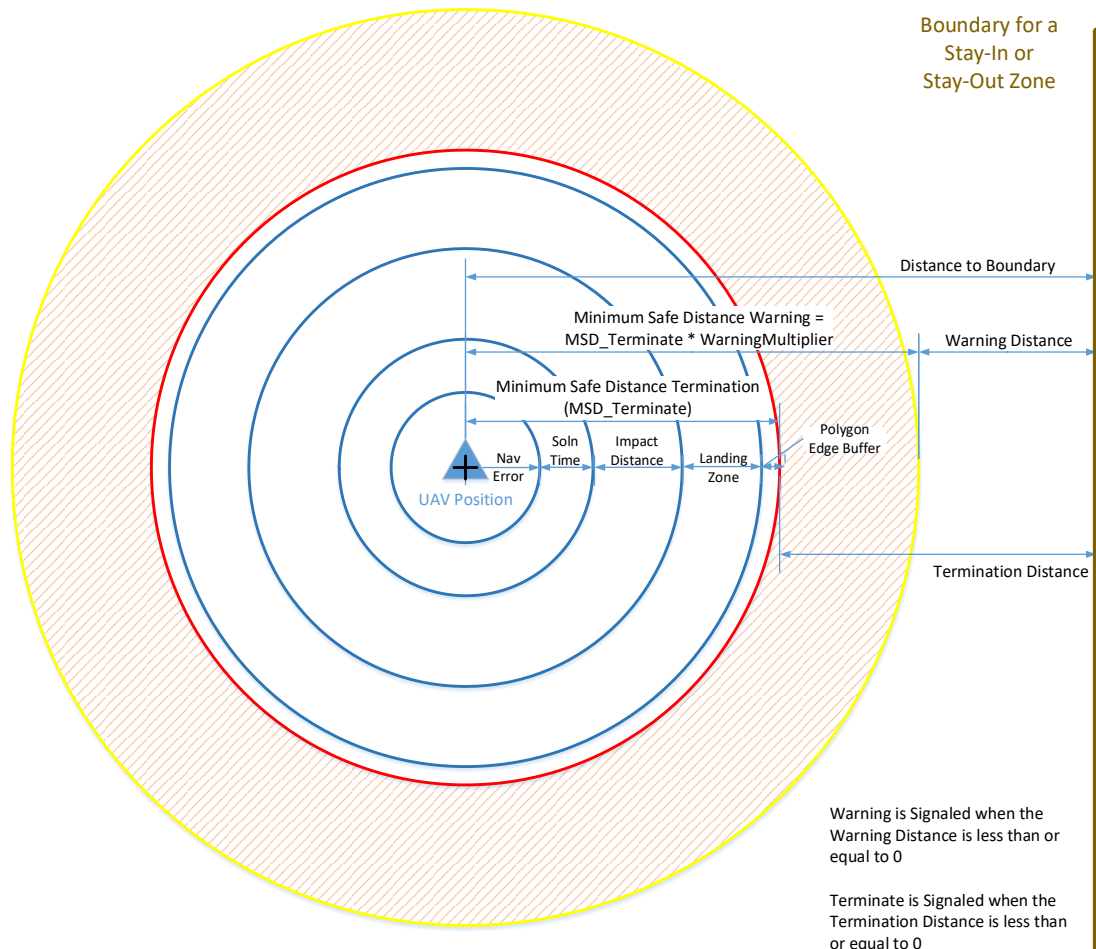 Boundary for a
Stay-In or
Stay-Out Zone
Distance to Boundary
Minimum Safe Distance Warning =
MSD_Terminate * WarningMultiplier
Warning Distance
Minimum Safe Distance Termination
(MSD_Terminate)
Polygon
Edge Buffer
Nav
Error
Soln
Time
Impact
Distance
Landing
Zone
UAV Position
Termination Distance
Warning is Signaled when the
Warning Distance is less than or
equal to 0
Terminate is Signaled when the
Termination Distance is less than
or equal to 0